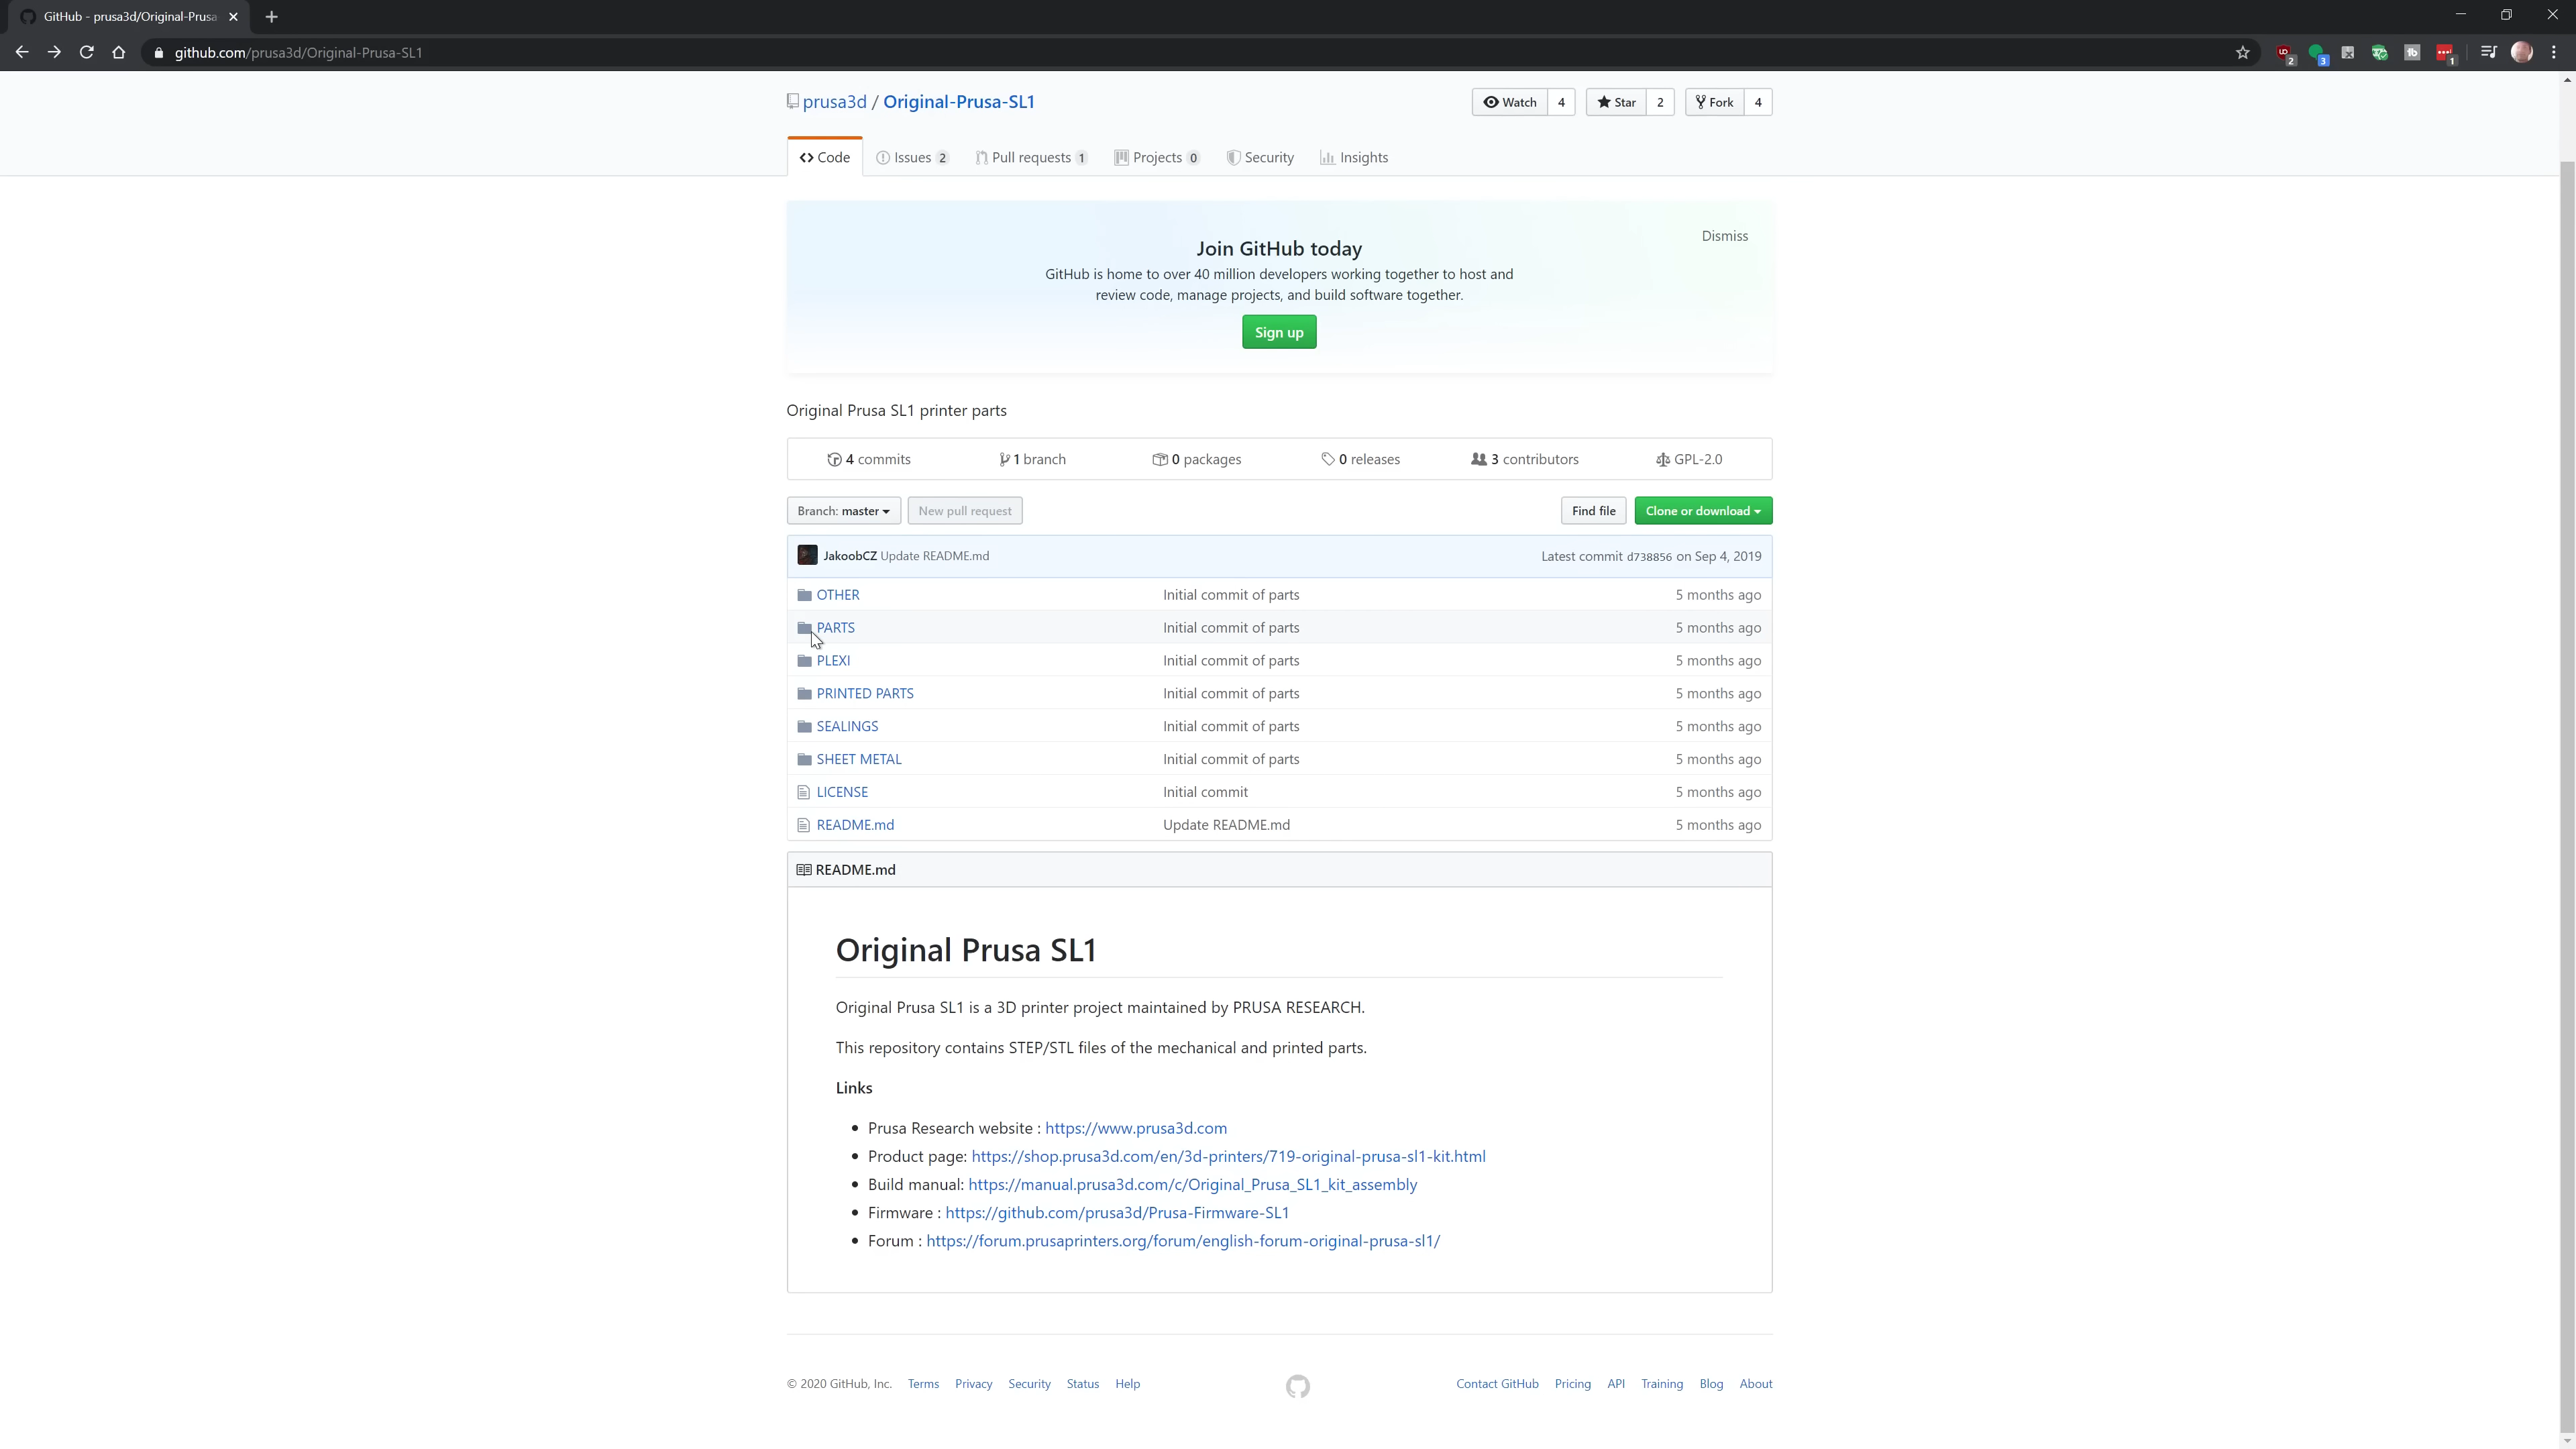 GitHub - prusa3d/Original-Prusa
github.com/prusa3d/Original-Prusa-SL1
2
3
1
prusa3d / Original-Prusa-SL1
Watch 4
Star 2
Fork 4
Code
Issues 2
Pull requests 1
Projects 0
Security
Insights
Dismiss
Join GitHub today
GitHub is home to over 40 million developers working together to host and
review code, manage projects, and build software together.
Sign up
Original Prusa SL1 printer parts
4 commits
1 branch
0 packages
0 releases
3 contributors
GPL-2.0
Branch: master
New pull request
Find file
Clone or download
JakoobCZ Update README.md
Latest commit d738856 on Sep 4, 2019
OTHER Initial commit of parts 5 months ago
PARTS Initial commit of parts 5 months ago
PLEXI Initial commit of parts 5 months ago
PRINTED PARTS Initial commit of parts 5 months ago
SEALINGS Initial commit of parts 5 months ago
SHEET METAL Initial commit of parts 5 months ago
LICENSE Initial commit 5 months ago
README.md Update README.md 5 months ago
README.md
Original Prusa SL1
Original Prusa SL1 is a 3D printer project maintained by PRUSA RESEARCH.
This repository contains STEP/STL files of the mechanical and printed parts.
Links
Prusa Research website : https://www.prusa3d.com
Product page: https://shop.prusa3d.com/en/3d-printers/719-original-prusa-sl1-kit.html
Build manual: https://manual.prusa3d.com/c/Original_Prusa_SL1_kit_assembly
Firmware : https://github.com/prusa3d/Prusa-Firmware-SL1
Forum : https://forum.prusaprinters.org/forum/english-forum-original-prusa-sl1/
© 2020 GitHub, Inc. Terms Privacy Security Status Help
Contact GitHub Pricing API Training Blog About